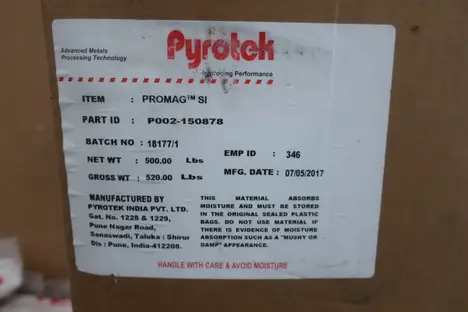 Advanced Metals
Processing Technology
Pyrotek
Improving Performance
ITEM : PROMAG™ SI
PART ID : P002-150878
BATCH NO : 18177/1
EMP ID : 346
NET WT : 500.00 Lbs
MFG. DATE : 07/05/2017
GROSS WT : 520.00 Lbs
MANUFACTURED BY
PYROTEK INDIA PVT. LTD.
Gat. No. 1228 & 1229,
Pune Nagar Road,
Sanaswadi, Taluka : Shirur
Dis : Pune, India-412208.
THIS MATERIAL ABSORBS
MOISTURE AND MUST BE STORED
IN THE ORIGINAL SEALED PLASTIC
BAGS. DO NOT USE MATERIAL IF
THERE IS EVIDENCE OF MOISTURE
ABSORPTION SUCH AS A "MUSHY OR
DAMP" APPEARANCE.
HANDLE WITH CARE & AVOID MOISTURE